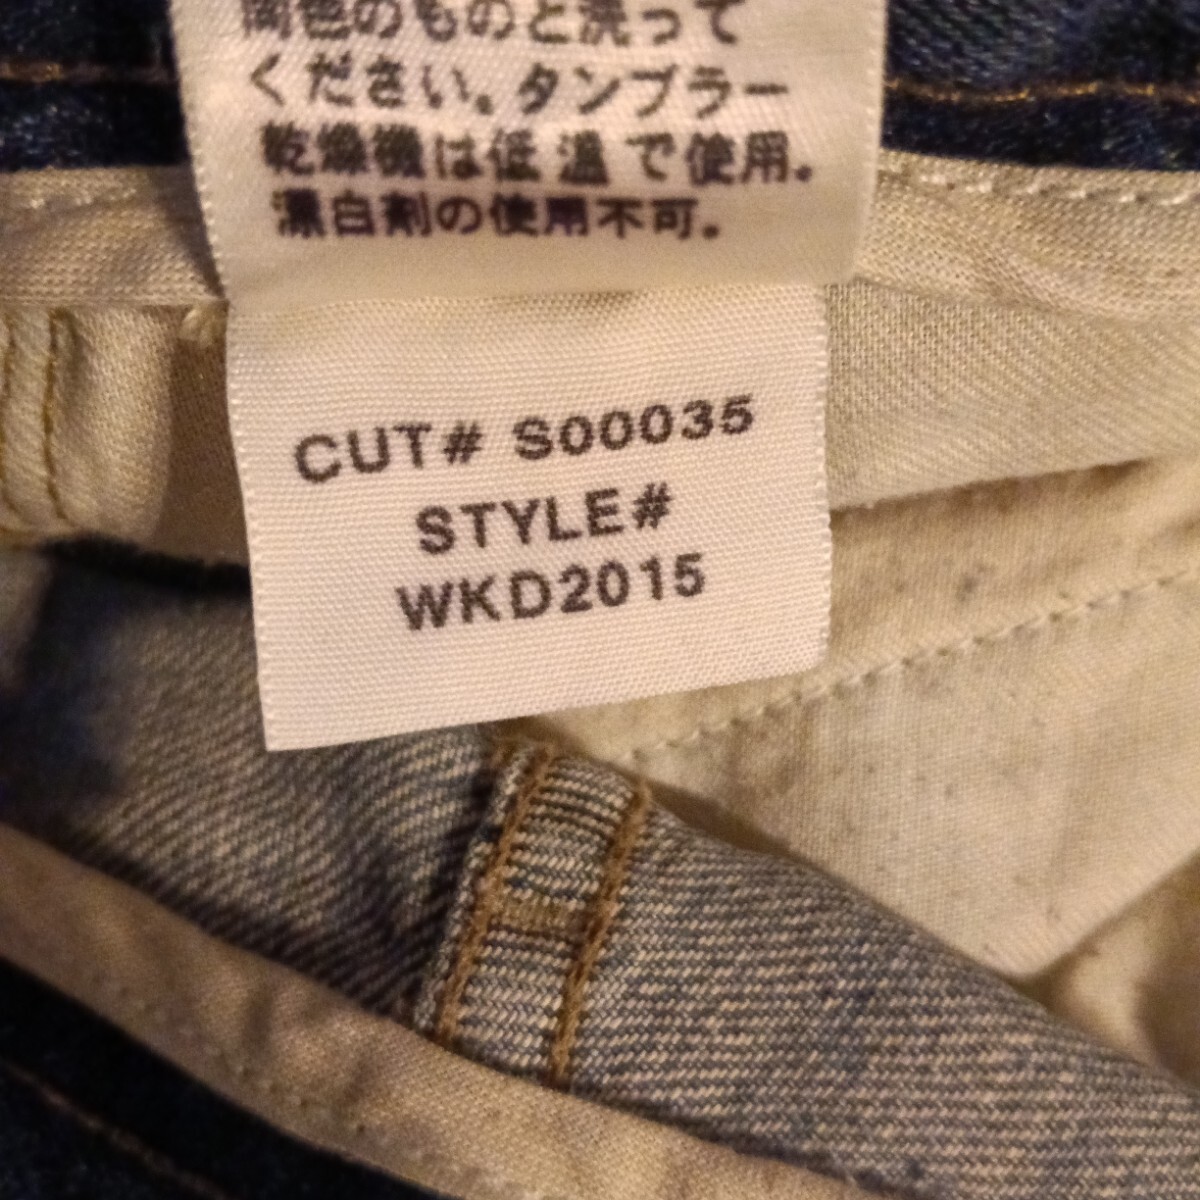 同色のものと洗って
ください。タンブラー
乾燥機は低温で使用。
漂白剤の使用不可。
CUT# S00035
STYLE#
WKD2015